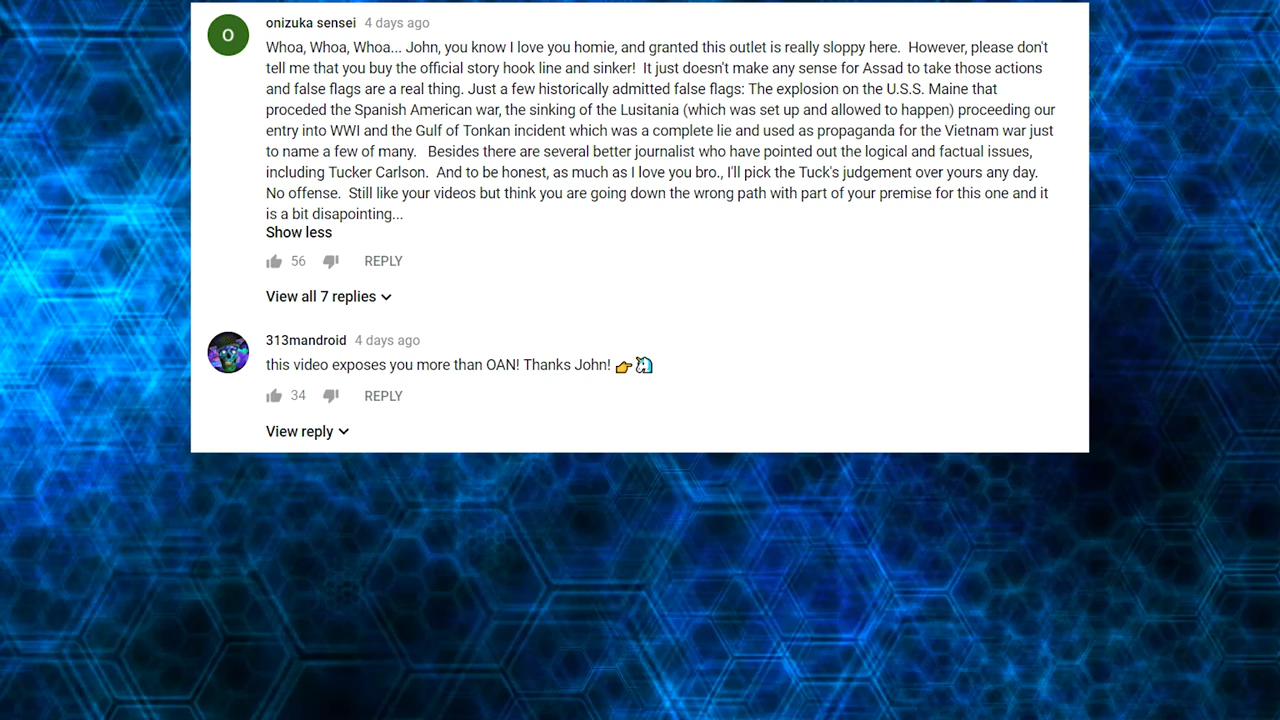 O
onizuka sensei 4 days ago
Whoa, Whoa, Whoa... John, you know I love you homie, and granted this outlet is really sloppy here. However, please don't
tell me that you buy the official story hook line and sinker! It just doesn't make any sense for Assad to take those actions
and false flags are a real thing. Just a few historically admitted false flags: The explosion on the U.S.S. Maine that
proceded the Spanish American war, the sinking of the Lusitania (which was set up and allowed to happen) proceeding our
entry into WWI and the Gulf of Tonkan incident which was a complete lie and used as propaganda for the Vietnam war just
to name a few of many. Besides there are several better journalist who have pointed out the logical and factual issues,
including Tucker Carlson. And to be honest, as much as I love you bro., I'll pick the Tuck's judgement over yours any day.
No offense. Still like your videos but think you are going down the wrong path with part of your premise for this one and it
is a bit disapointing...
Show less
56 REPLY
View all 7 replies
313mandroid 4 days ago
this video exposes you more than OAN! Thanks John! 👉🦄
34 REPLY
View reply